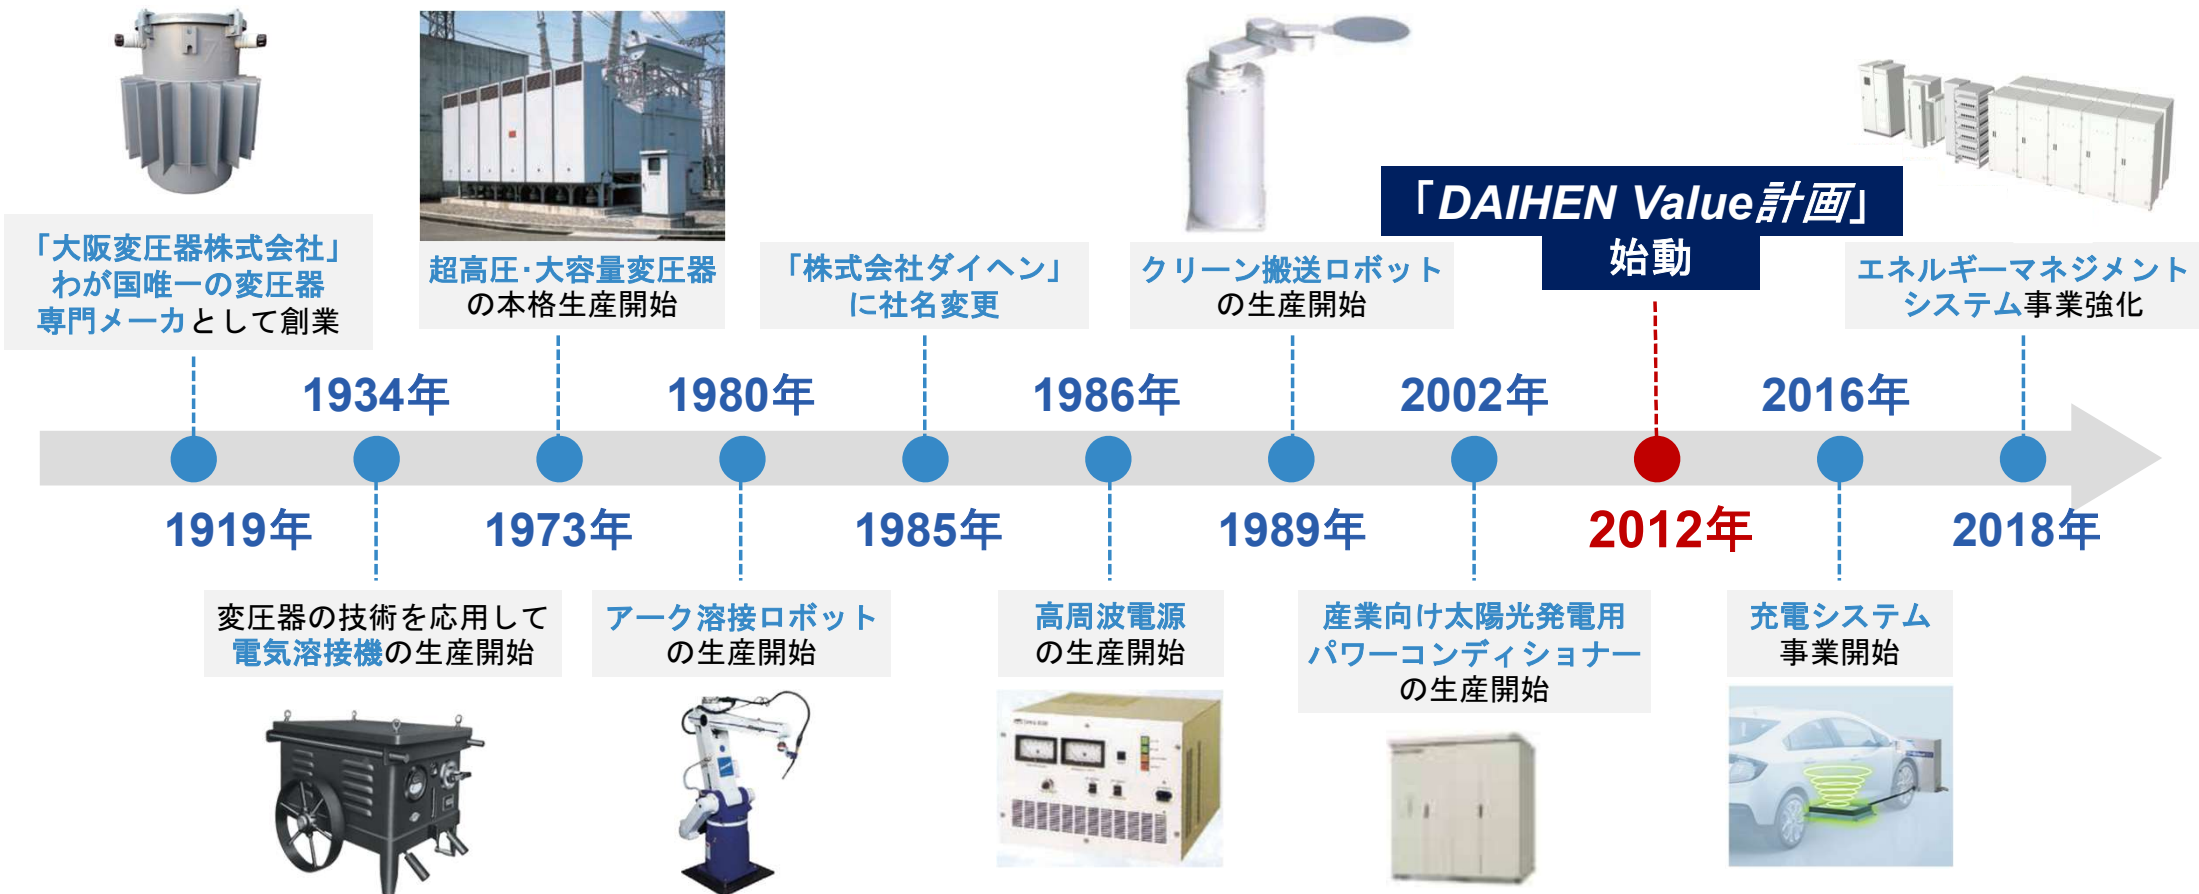 「大阪変圧器株式会社」
わが国唯一の変圧器
専門メーカとして創業
超高圧･大容量変圧器
の本格生産開始
「株式会社ダイヘン」
に社名変更
クリーン搬送ロボット
の生産開始
「DAIHEN Value計画」
始動
エネルギーマネジメント
システム事業強化
1934年
1980年
1986年
2002年
2016年
1919年
1973年
1985年
1989年
2012年
2018年
変圧器の技術を応用して
電気溶接機の生産開始
アーク溶接ロボット
の生産開始
高周波電源
の生産開始
産業向け太陽光発電用
パワーコンディショナー
の生産開始
充電システム
事業開始